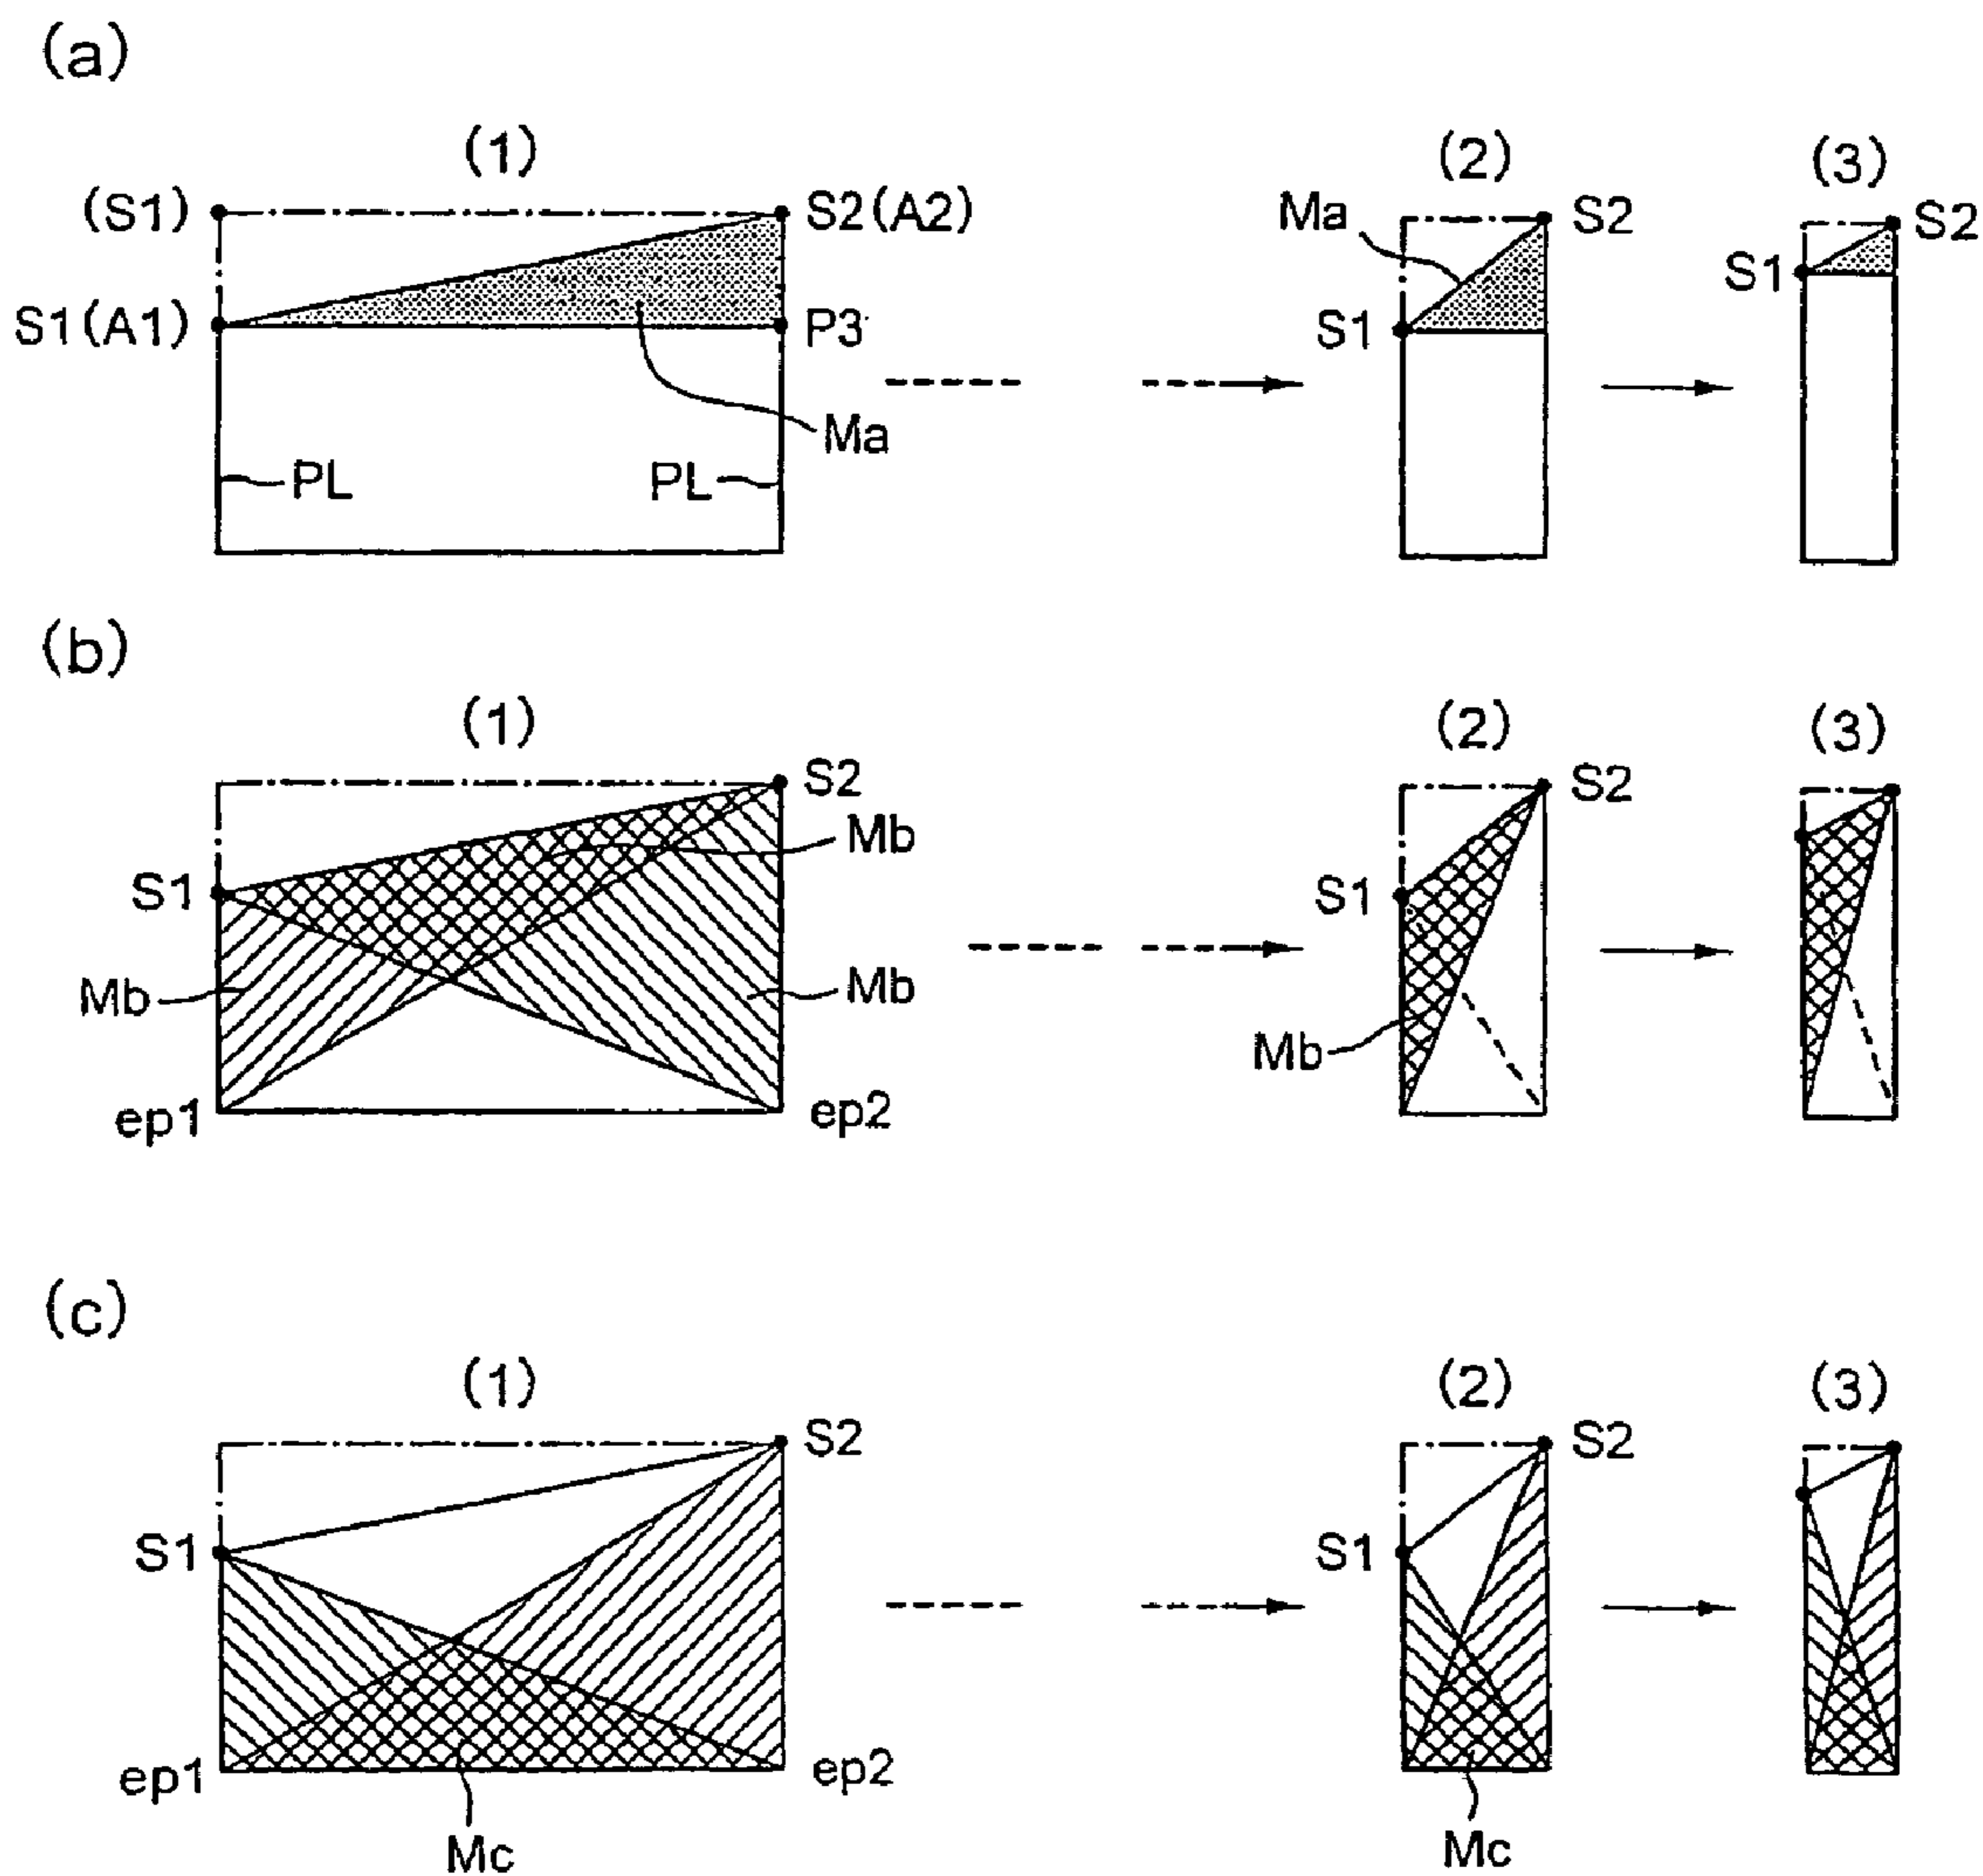 (a)
(1) (2) (3)
(S1) S2(A2) Ma S2 S2
S1(A1) P3 S1 S1
Ma
PL PL
(b)
(1) (2) (3)
S2 S2
Mb
S1 S1
Mb Mb Mb
ep1 ep2
(c)
(1) (2) (3)
S2 S2
S1 S1
ep1 ep2
Mc Mc